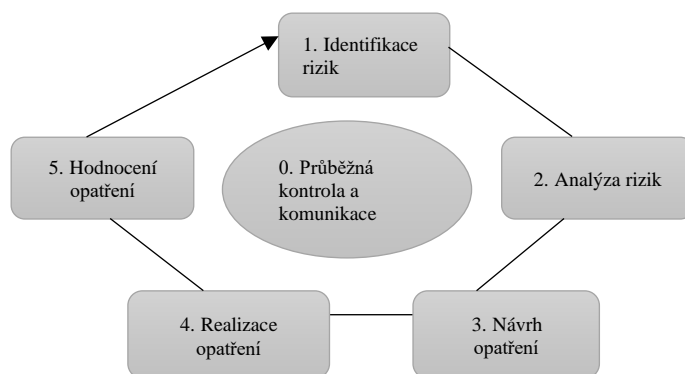 1. Identifikace
rizik
5. Hodnocení
opatření
0. Průběžná
kontrola a
komunikace
2. Analýza rizik
4. Realizace
opatření
3. Návrh
opatření